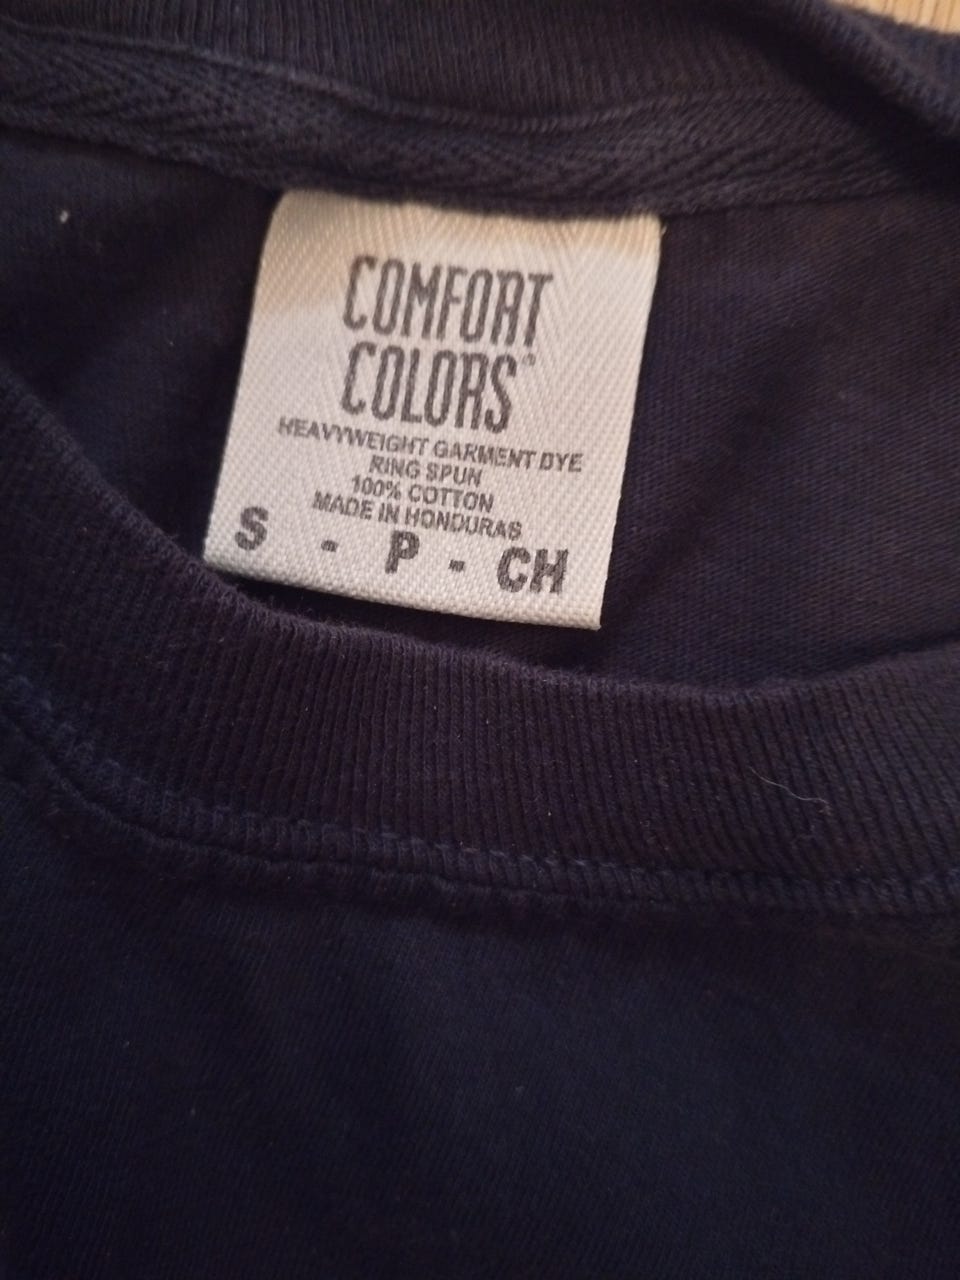 COMFORT
COLORS®
HEAVYWEIGHT GARMENT DYE
RING SPUN
100% COTTON
MADE IN HONDURAS
S - P - CH